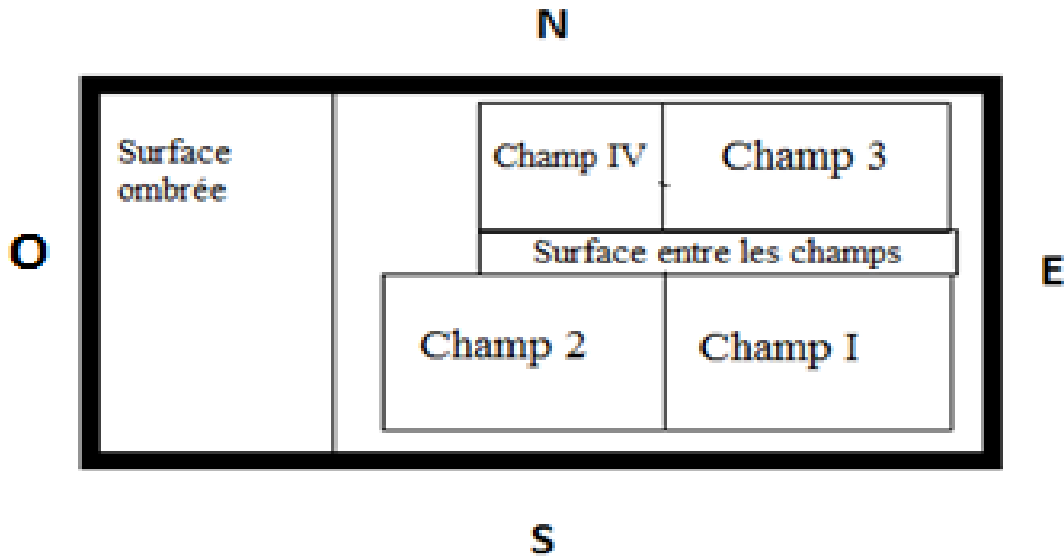 N
Surface
ombrée
Champ IV
Champ 3
O
Surface entre les champs
E
Champ 2
Champ I
S